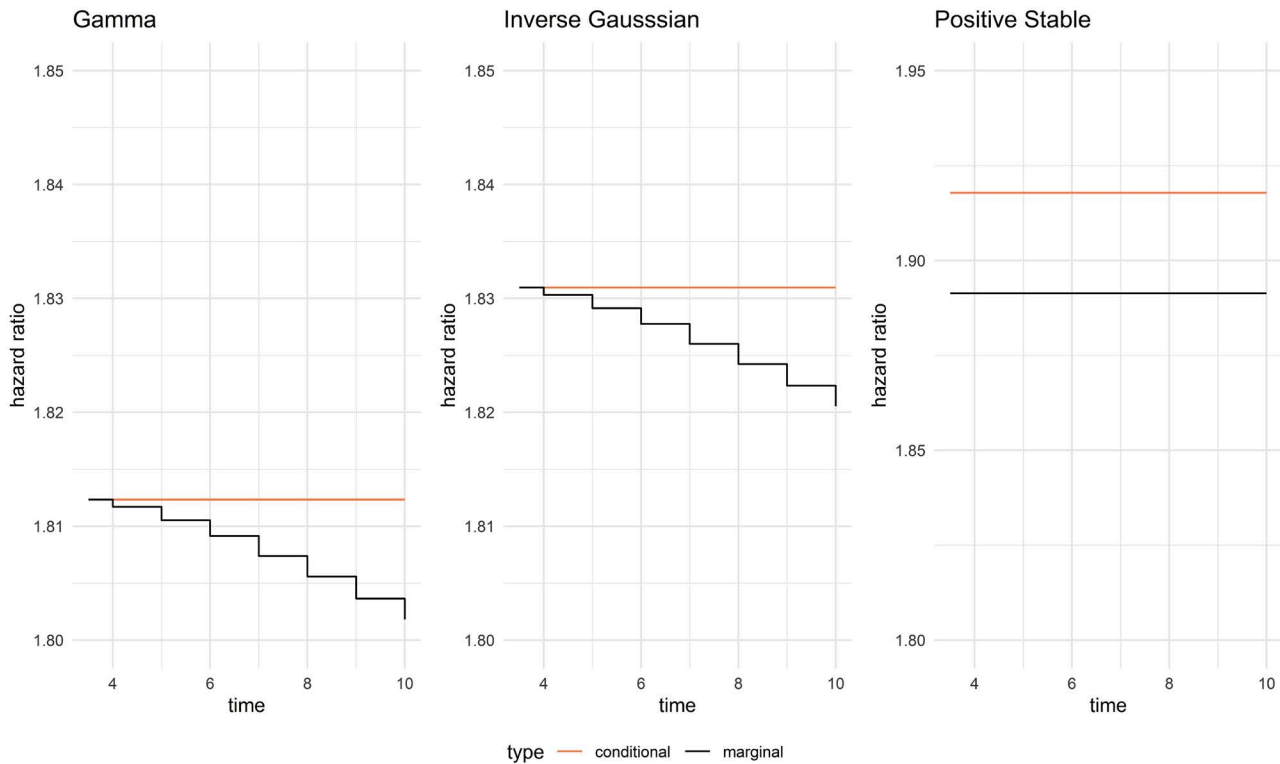 Gamma
1.85
1.84
1.83
1.82
1.81
1.80
hazard ratio
4 6 8 10
time
Inverse Gausssian
1.85
1.84
1.83
1.82
1.81
1.80
hazard ratio
4 6 8 10
time
Positive Stable
1.95
1.90
1.85
1.80
hazard ratio
4 6 8 10
time
type conditional marginal